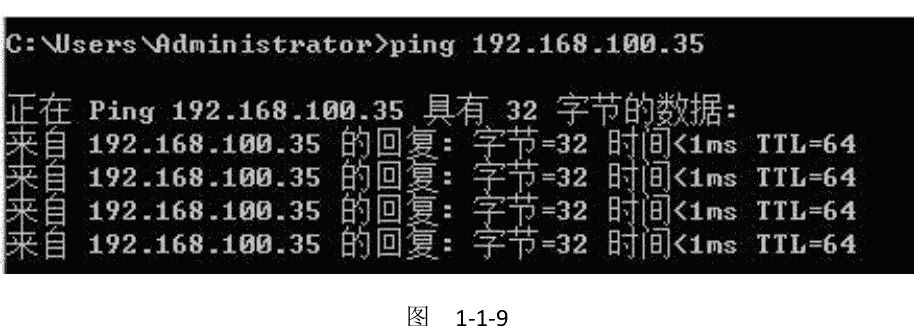 C:\Users\Administrator>ping 192.168.100.35
正在 Ping 192.168.100.35 具有 32 字节的数据:
来自 192.168.100.35 的回复: 字节=32 时间<1ms TTL=64
来自 192.168.100.35 的回复: 字节=32 时间<1ms TTL=64
来自 192.168.100.35 的回复: 字节=32 时间<1ms TTL=64
来自 192.168.100.35 的回复: 字节=32 时间<1ms TTL=64
图 1-1-9